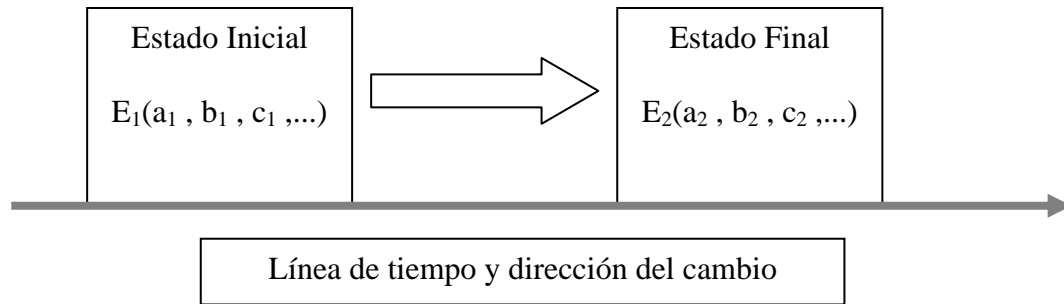 Estado Inicial
E₁(a₁ , b₁ , c₁ ,...)
Estado Final
E₂(a₂ , b₂ , c₂ ,...)
Línea de tiempo y dirección del cambio